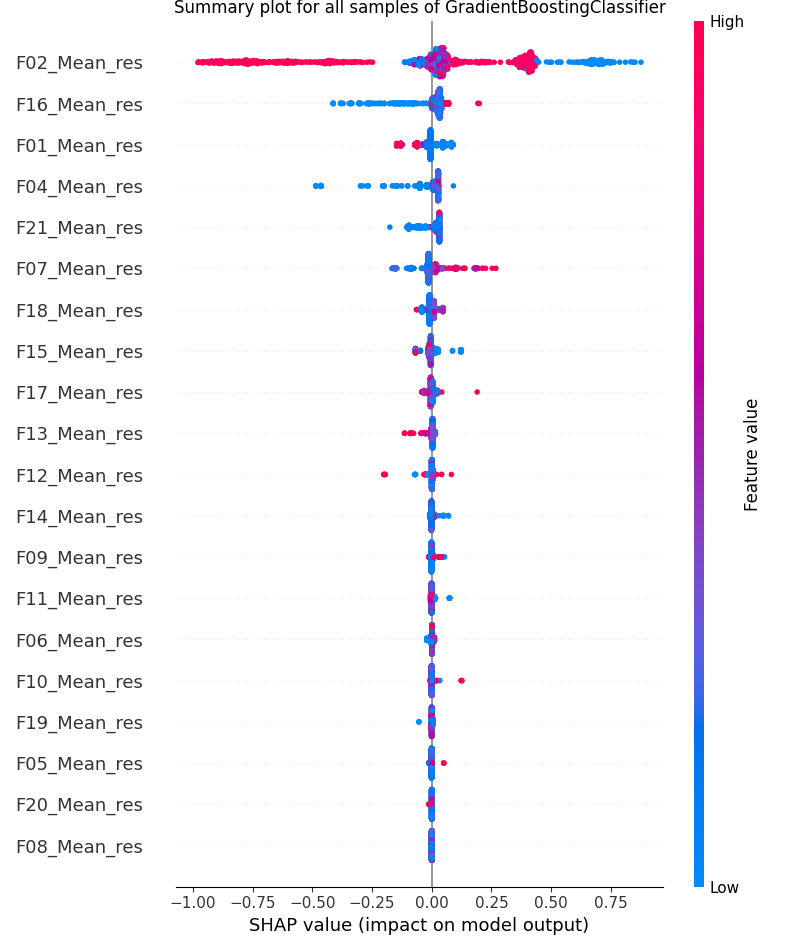 Summary plot for all samples of GradientBoostingClassifier
High
F02_Mean_res
F16_Mean_res
F01_Mean_res
F04_Mean_res
F21_Mean_res
F07_Mean_res
F18_Mean_res
F15_Mean_res
F17_Mean_res
F13_Mean_res
F12_Mean_res
F14_Mean_res
F09_Mean_res
F11_Mean_res
F06_Mean_res
F10_Mean_res
F19_Mean_res
F05_Mean_res
F20_Mean_res
F08_Mean_res
Feature value
Low
−1.00 −0.75 −0.50 −0.25 0.00 0.25 0.50 0.75
SHAP value (impact on model output)